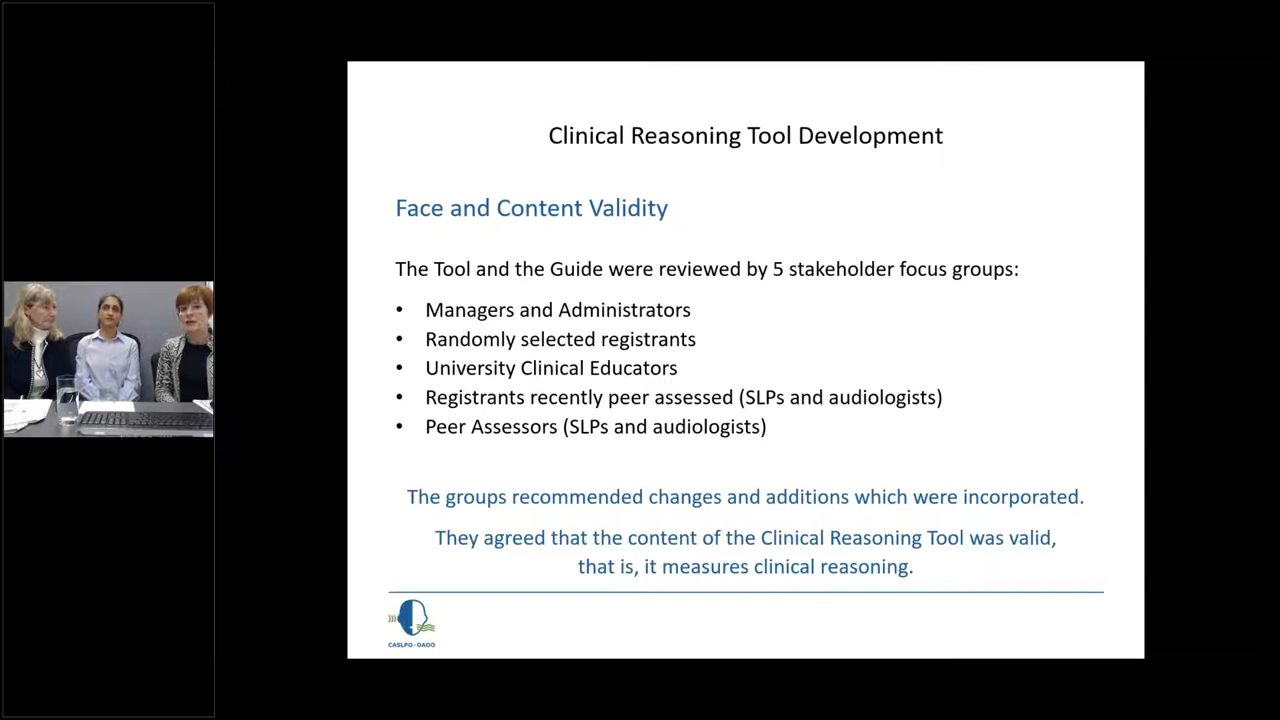 Clinical Reasoning Tool Development
Face and Content Validity
The Tool and the Guide were reviewed by 5 stakeholder focus groups:
• Managers and Administrators
• Randomly selected registrants
• University Clinical Educators
• Registrants recently peer assessed (SLPs and audiologists)
• Peer Assessors (SLPs and audiologists)
The groups recommended changes and additions which were incorporated.
They agreed that the content of the Clinical Reasoning Tool was valid,
that is, it measures clinical reasoning.
CASLPO•OAOO